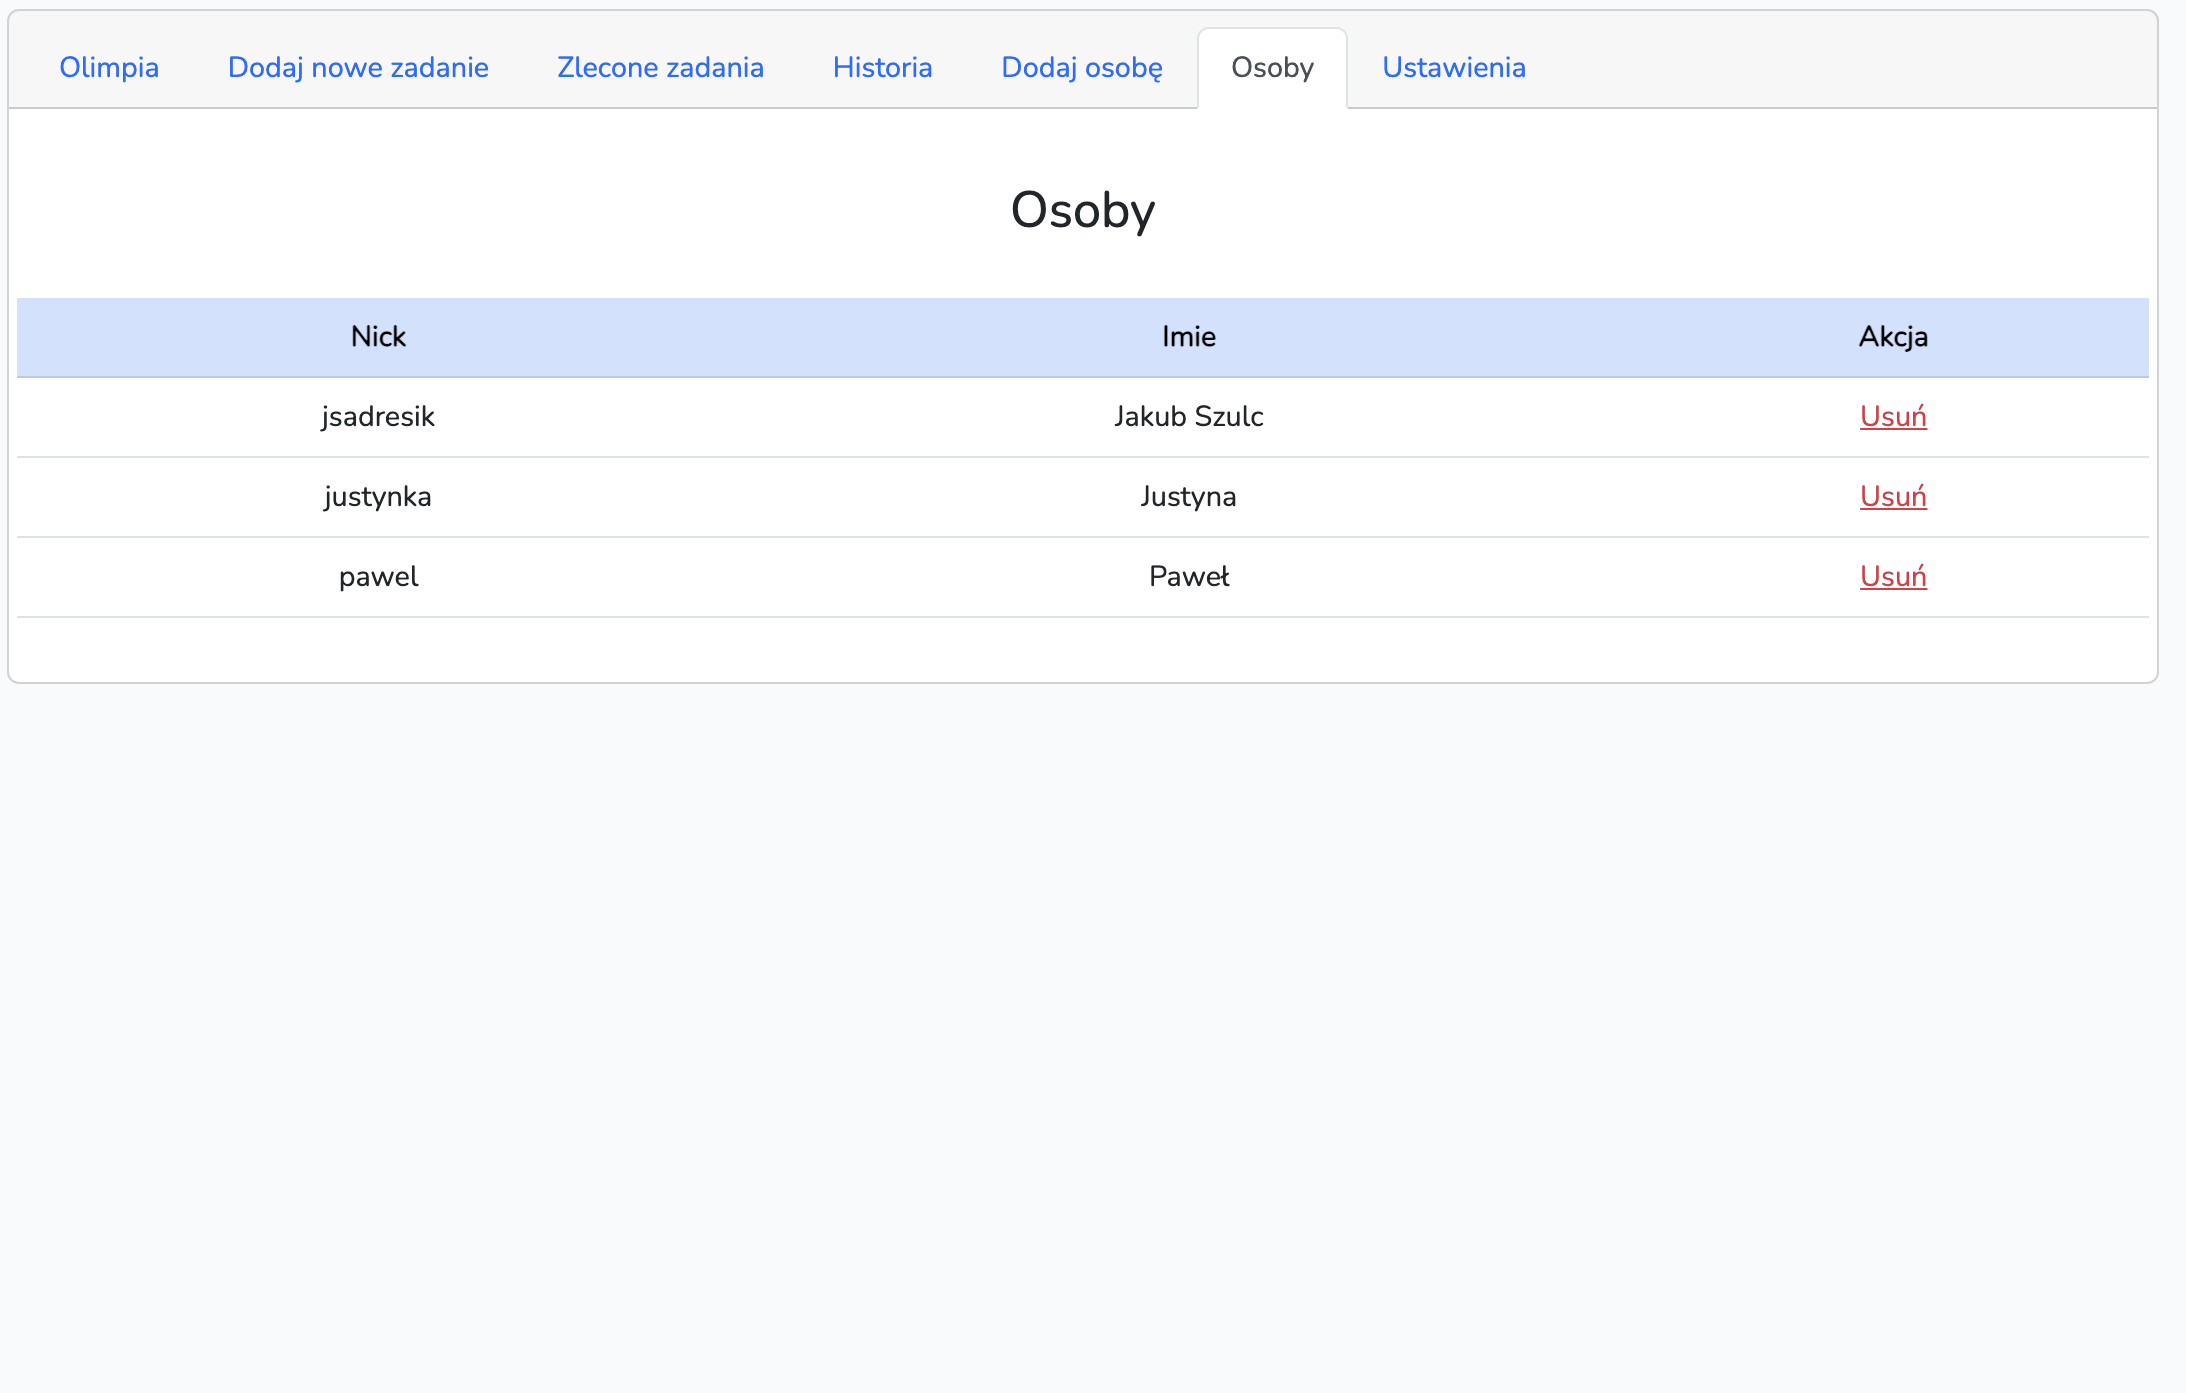 Olimpia Dodaj nowe zadanie Zlecone zadania Historia Dodaj osobę Osoby Ustawienia
Osoby
Nick Imie Akcja
jsadresik Jakub Szulc Usuń
justynka Justyna Usuń
pawel Paweł Usuń